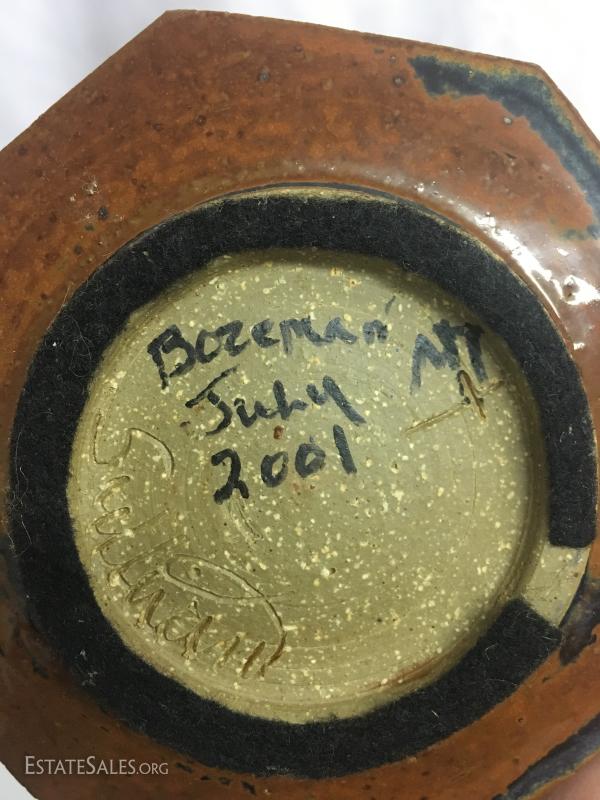 Bozeman MT
July
2001
EstateSales.org